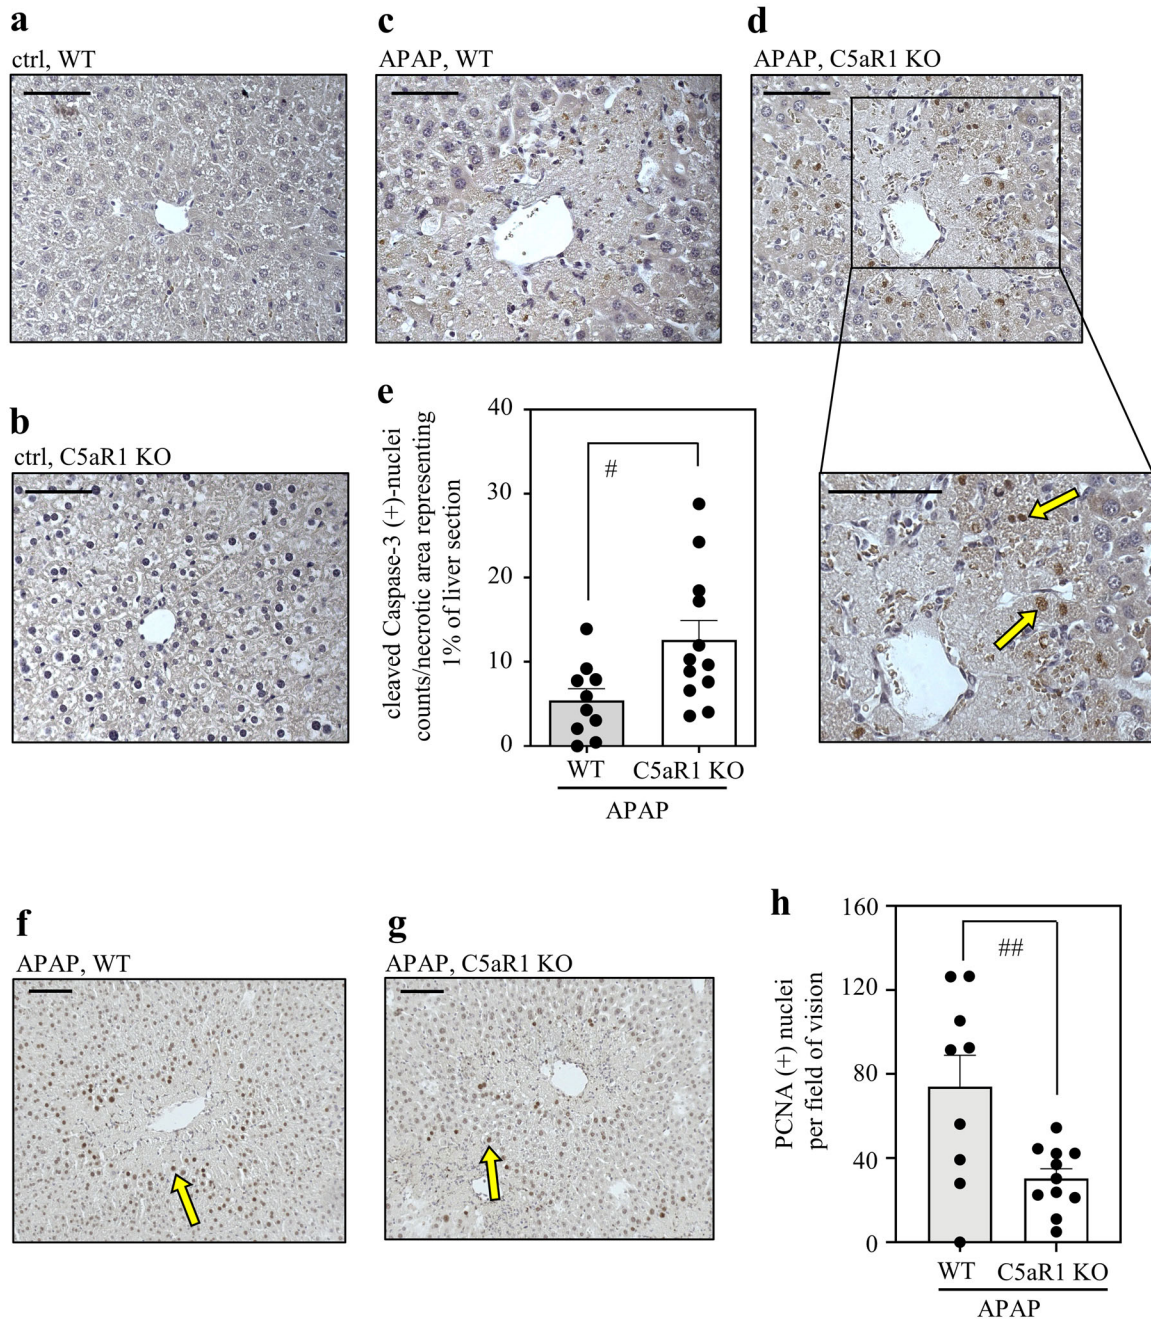 a
ctrl, WT
c
APAP, WT
d
APAP, C5aR1 KO
b
ctrl, C5aR1 KO
e
cleaved Caspase-3 (+)-nuclei
counts/necrotic area representing
1% of liver section
40
30
20
10
0
#
WT
C5aR1 KO
APAP
f
APAP, WT
g
APAP, C5aR1 KO
h
PCNA (+) nuclei
per field of vision
160
120
80
40
0
##
WT
C5aR1 KO
APAP